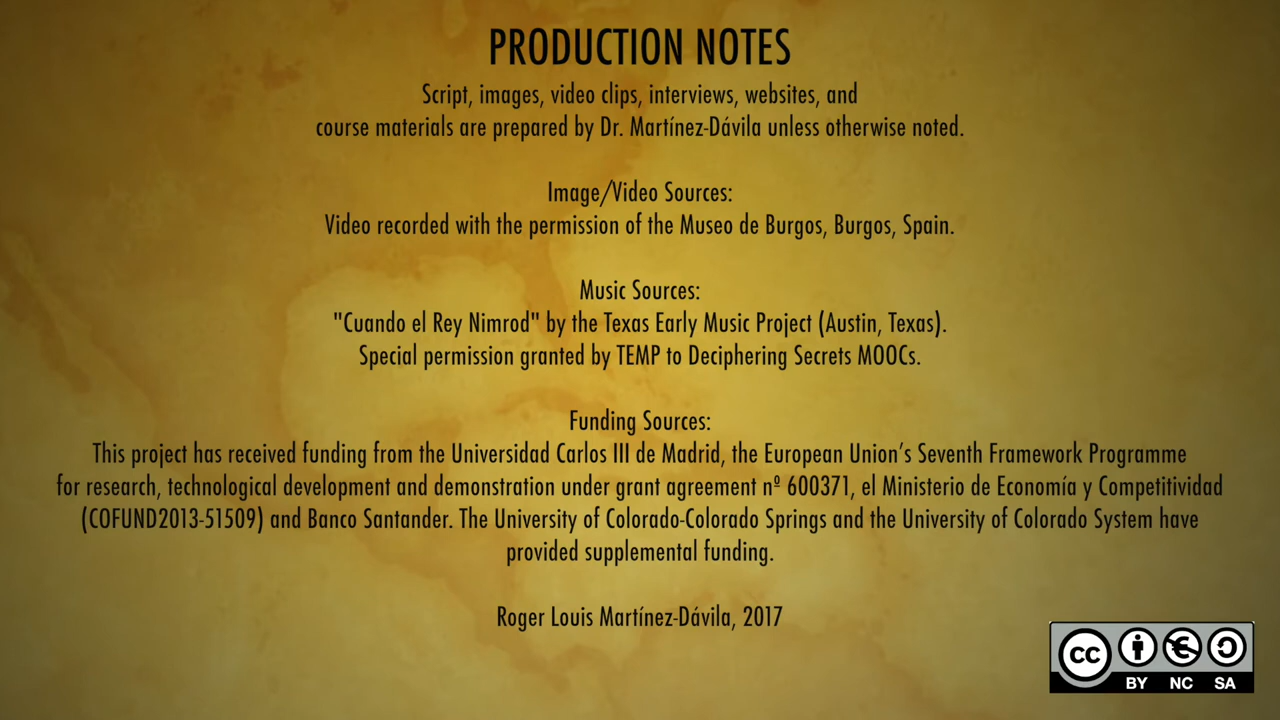 PRODUCTION NOTES
Script, images, video clips, interviews, websites, and
course materials are prepared by Dr. Martínez-Dávila unless otherwise noted.
Image/Video Sources:
Video recorded with the permission of the Museo de Burgos, Burgos, Spain.
Music Sources:
"Cuando el Rey Nimrod" by the Texas Early Music Project (Austin, Texas).
Special permission granted by TEMP to Deciphering Secrets MOOCs.
Funding Sources:
This project has received funding from the Universidad Carlos III de Madrid, the European Union’s Seventh Framework Programme
for research, technological development and demonstration under grant agreement nº 600371, el Ministerio de Economía y Competitividad
(COFUND2013-51509) and Banco Santander. The University of Colorado-Colorado Springs and the University of Colorado System have
provided supplemental funding.
Roger Louis Martínez-Dávila, 2017
CC
BY NC SA